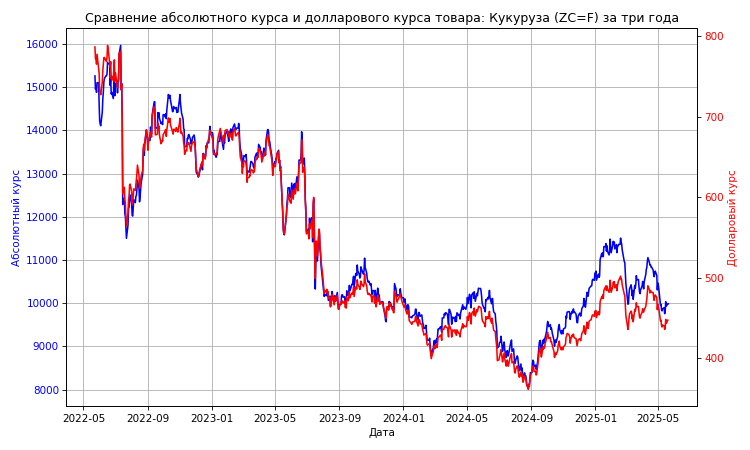 Сравнение абсолютного курса и долларового курса товара: Кукуруза (ZC=F) за три года
Абсолютный курс
16000
15000
14000
13000
12000
11000
10000
9000
8000
800
700
600
500
400
Долларовый курс
2022-05 2022-09 2023-01 2023-05 2023-09 2024-01 2024-05 2024-09 2025-01 2025-05
Дата